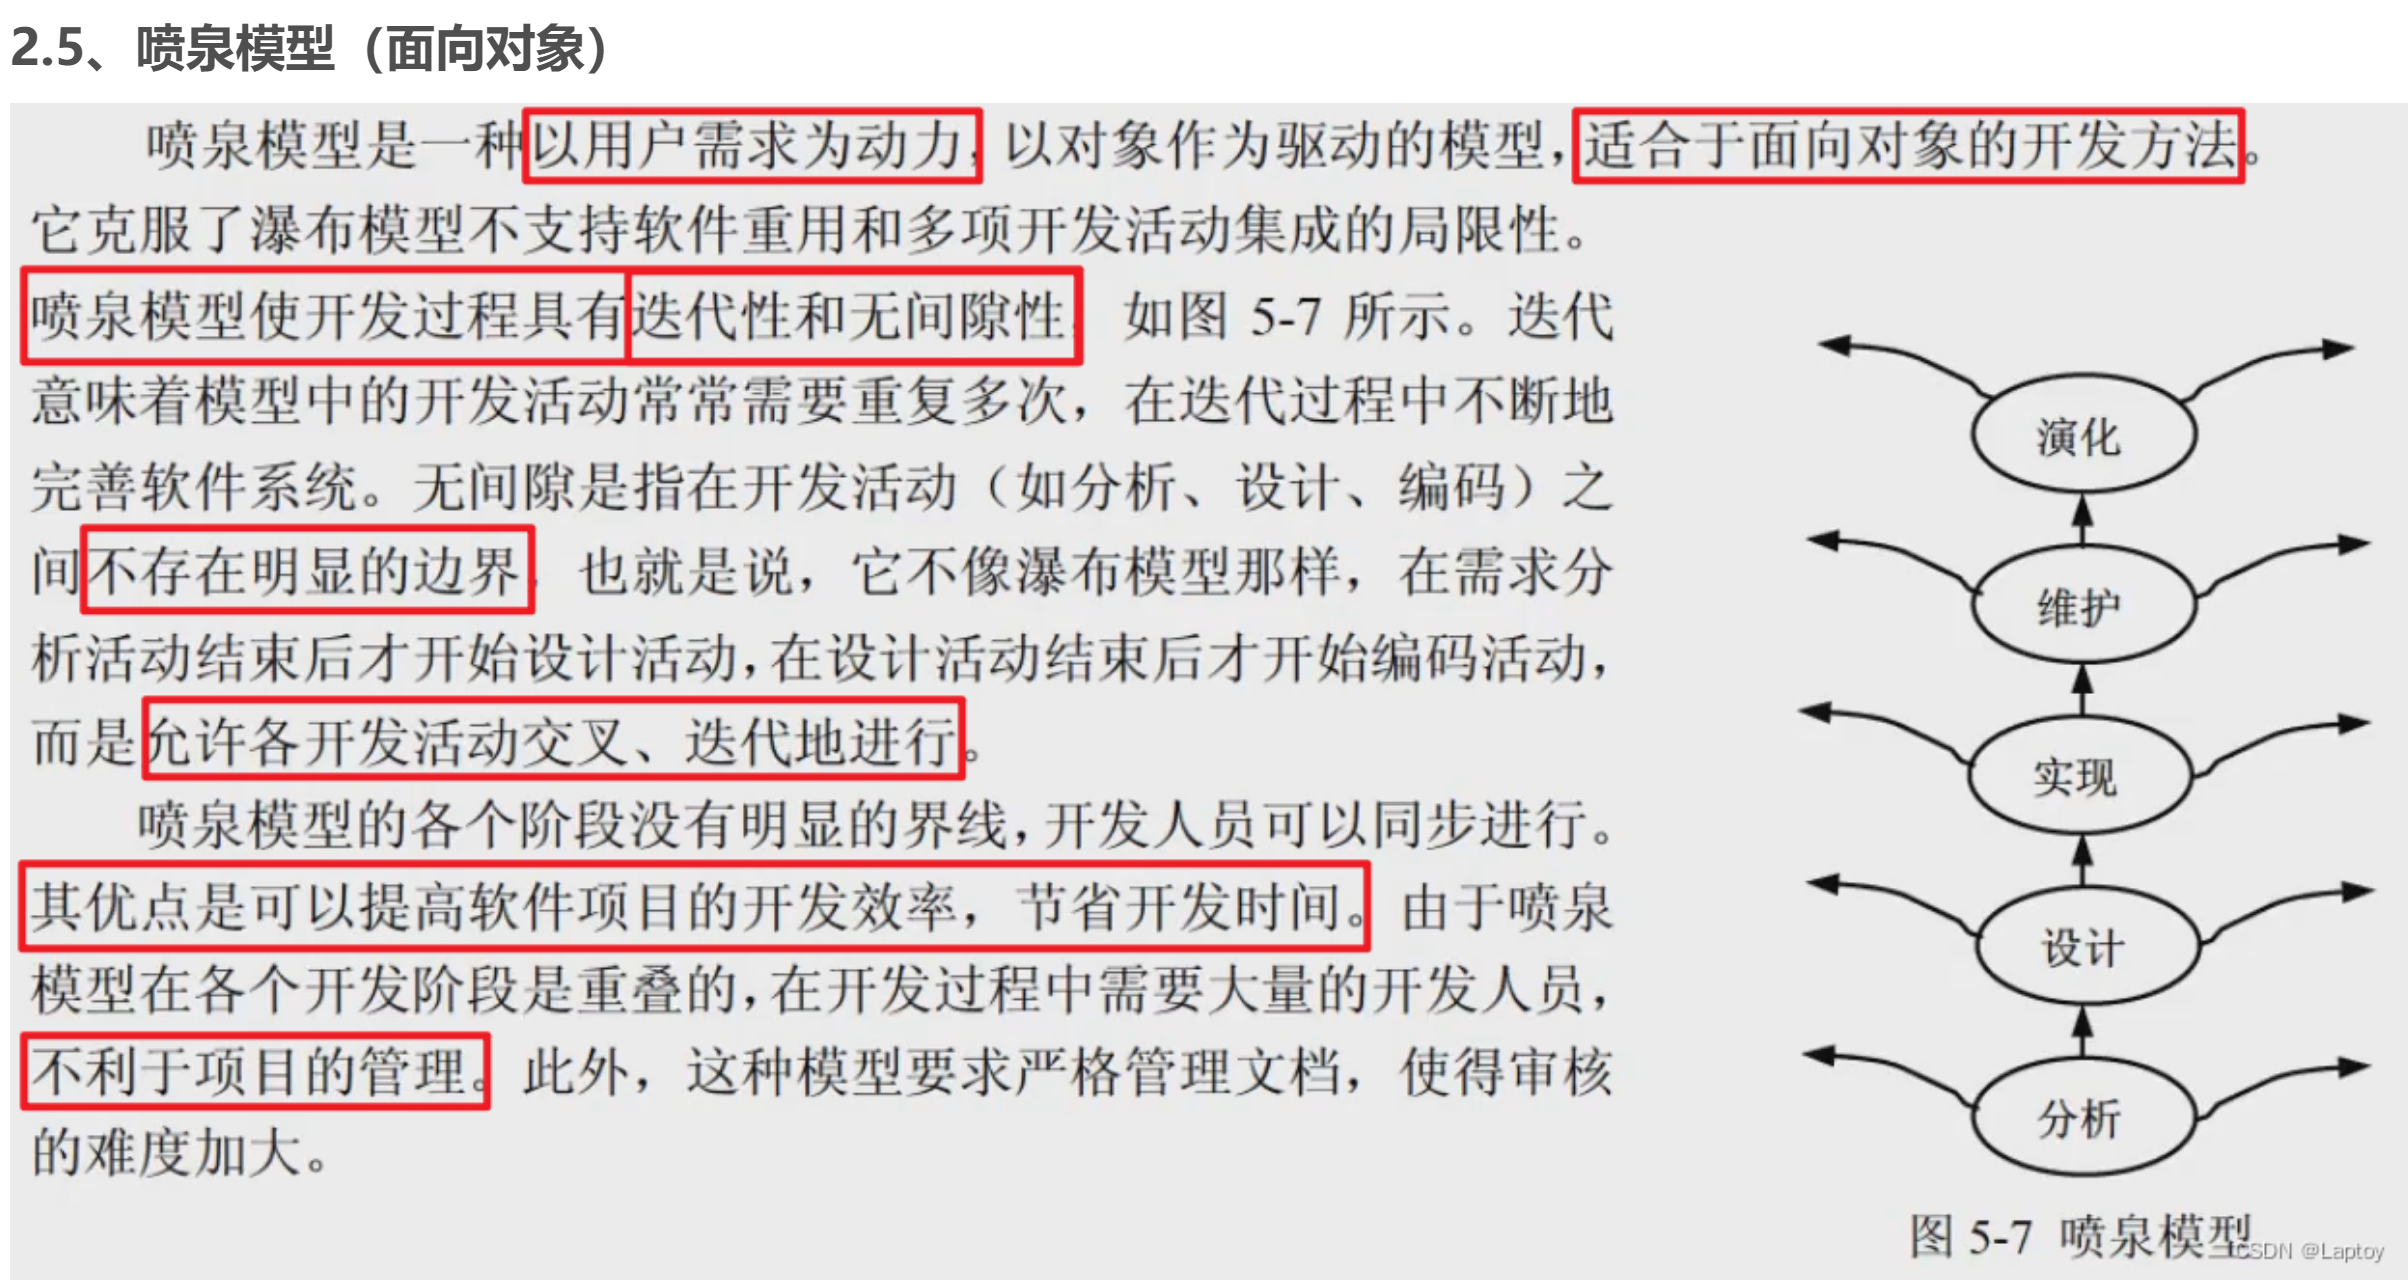 2.5、喷泉模型（面向对象）
喷泉模型是一种以用户需求为动力，以对象作为驱动的模型，适合于面向对象的开发方法。
它克服了瀑布模型不支持软件重用和多项开发活动集成的局限性。
喷泉模型使开发过程具有迭代性和无间隙性，如图 5-7 所示。迭代
意味着模型中的开发活动常常需要重复多次，在迭代过程中不断地
完善软件系统。无间隙是指在开发活动（如分析、设计、编码）之
间不存在明显的边界，也就是说，它不像瀑布模型那样，在需求分
析活动结束后才开始设计活动，在设计活动结束后才开始编码活动，
而是允许各开发活动交叉、迭代地进行。
喷泉模型的各个阶段没有明显的界线，开发人员可以同步进行。
其优点是可以提高软件项目的开发效率，节省开发时间。由于喷泉
模型在各个开发阶段是重叠的，在开发过程中需要大量的开发人员，
不利于项目的管理。此外，这种模型要求严格管理文档，使得审核
的难度加大。
演化
维护
实现
设计
分析
图 5-7 喷泉模型
CSDN @Laptoy